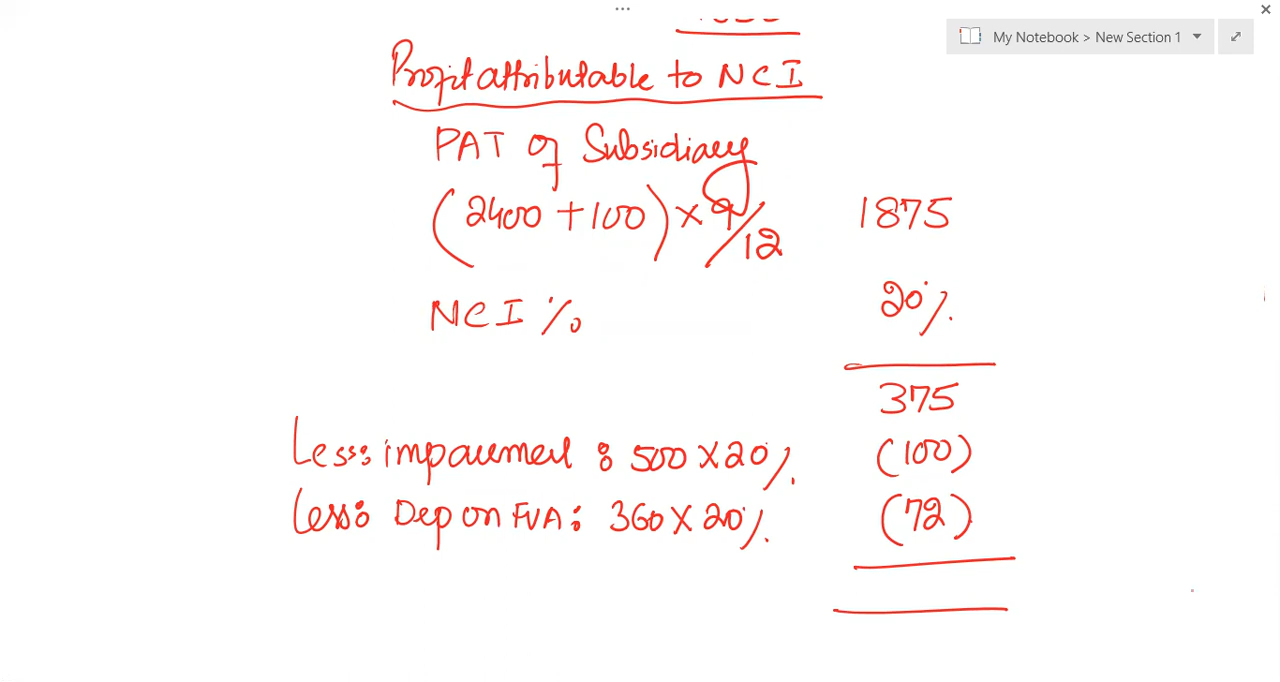 My Notebook > New Section 1
Profit attributable to NCI
PAT of Subsidiary
(2400 + 100) × 9/12 1875
NCI % 20%
375
Less: impairment : 500 × 20% (100)
Less: Dep on FVA: 360 × 20% (72)